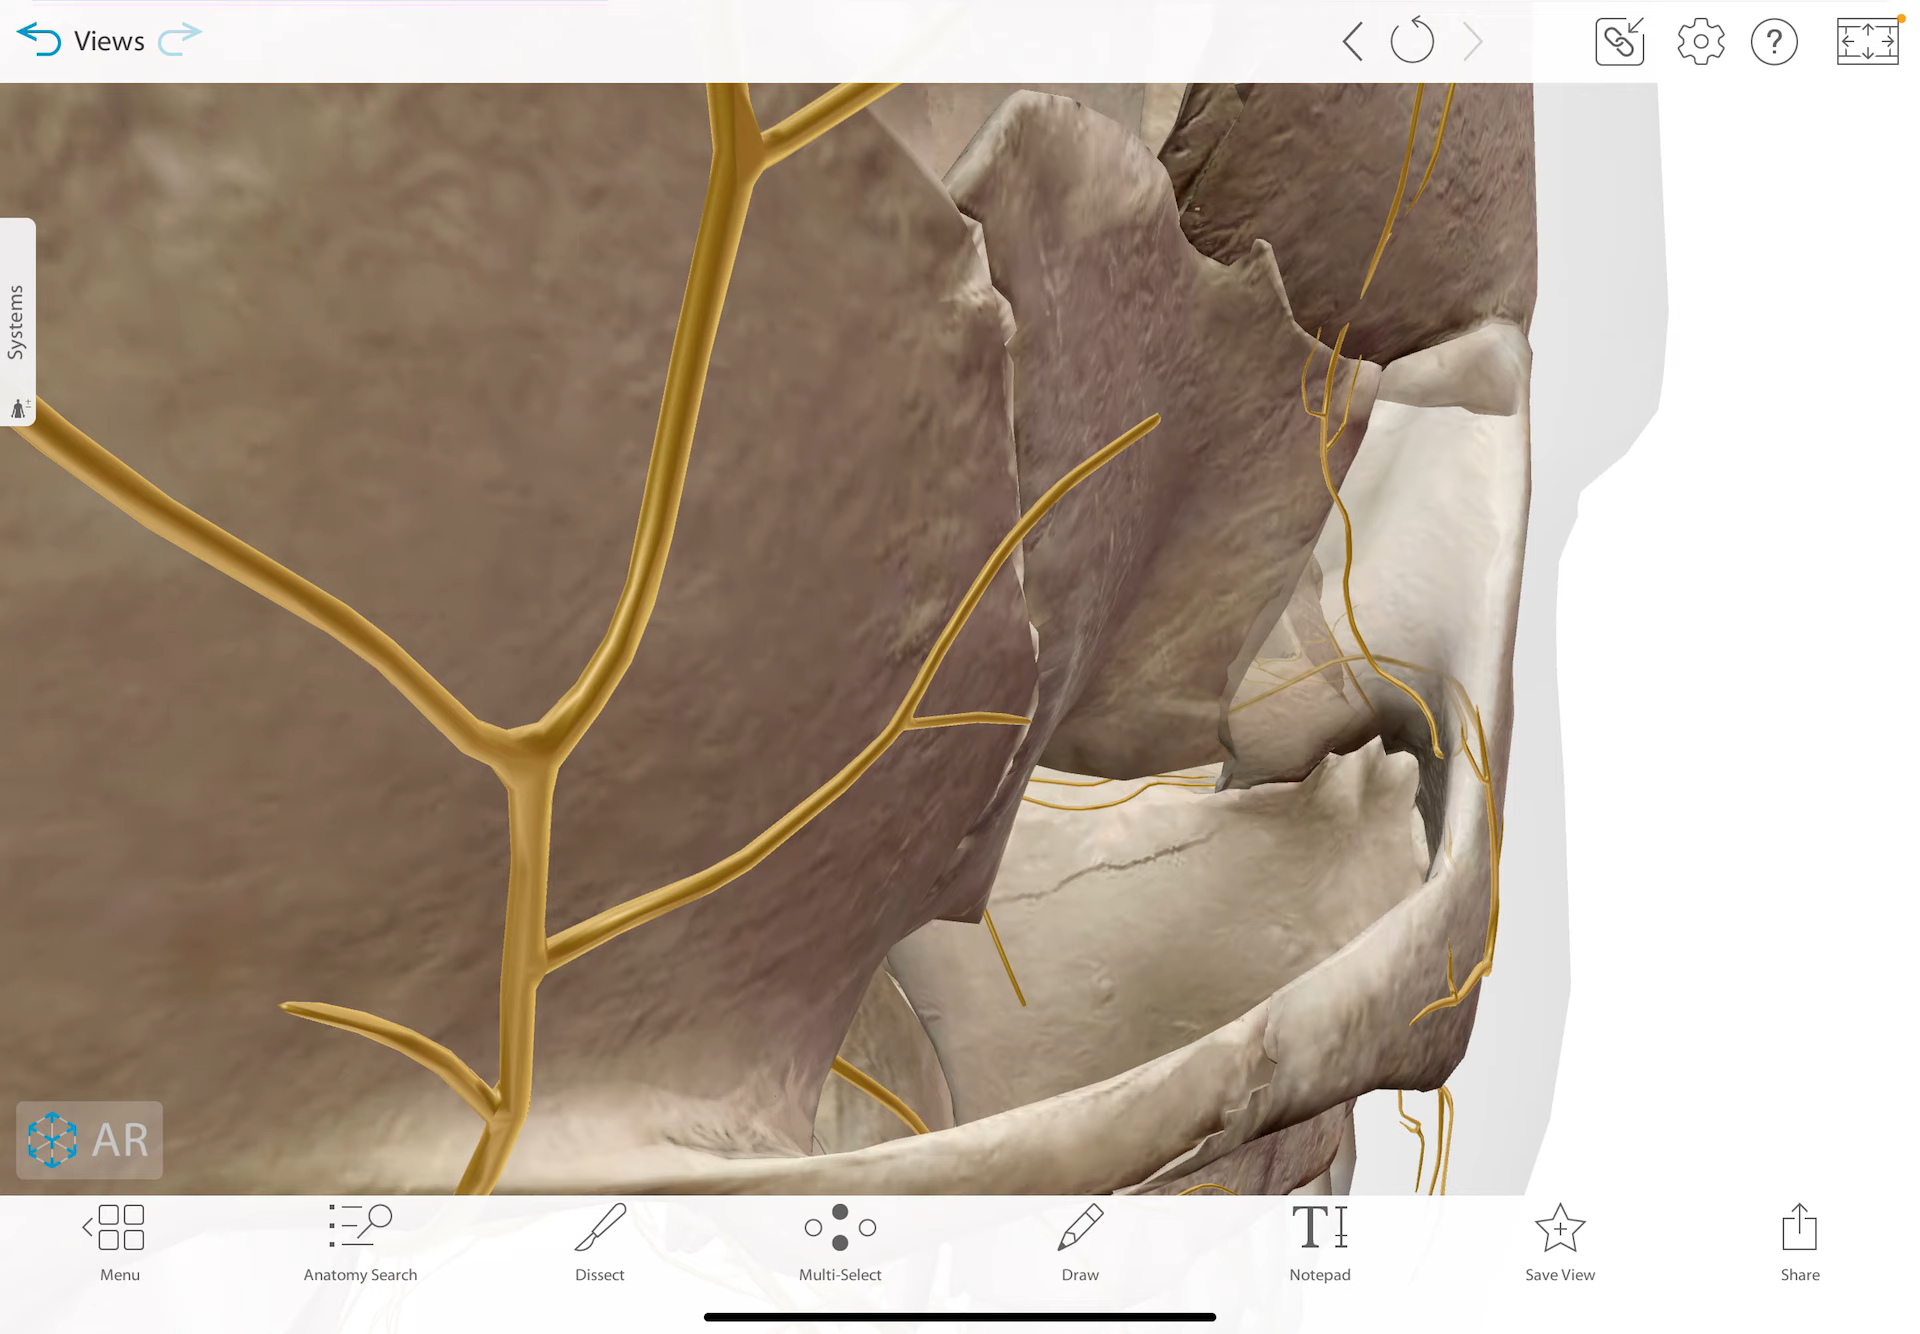 Views
?
Systems
AR
Menu
Anatomy Search
Dissect
Multi-Select
Draw
Notepad
Save View
Share